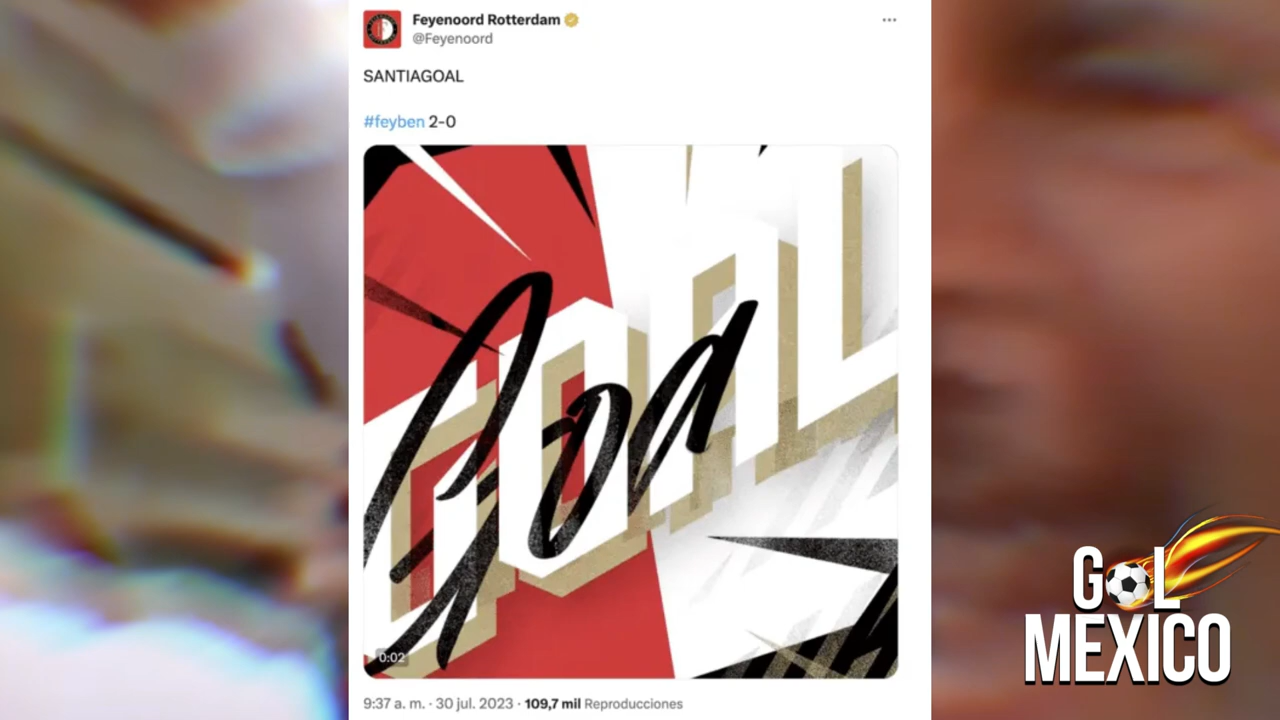 Feyenoord Rotterdam
@Feyenoord
SANTIAGOAL
#feyben 2-0
GOAL
Goal
0:02
9:37 a. m. · 30 jul. 2023 · 109,7 mil Reproducciones
GOL
MEXICO